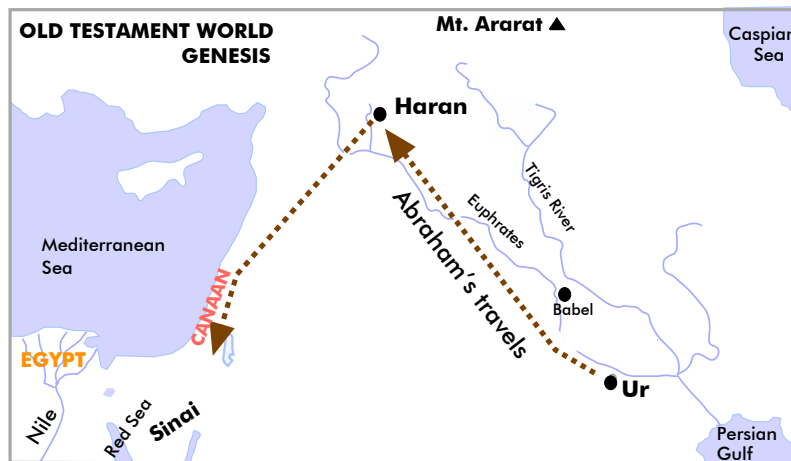 OLD TESTAMENT WORLD
GENESIS
Mt. Ararat
Caspian
Sea
Haran
Tigris River
Euphrates
Abraham's travels
Mediterranean
Sea
CANAAN
Babel
EGYPT
Ur
Nile
Red Sea
Sinai
Persian
Gulf